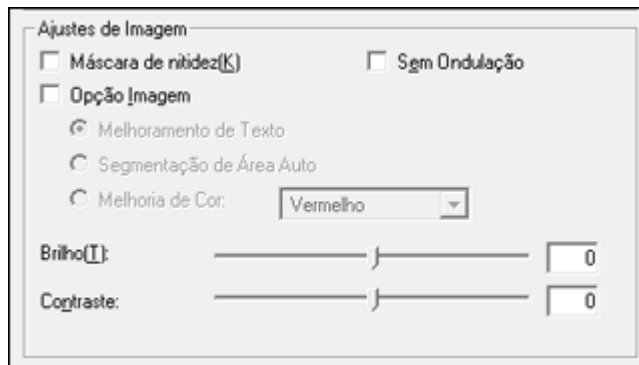 Ajustes de Imagem
Máscara de nitidez(K) Sem Ondulação
Opção Imagem
Melhoramento de Texto
Segmentação de Área Auto
Melhoria de Cor: Vermelho
Brilho(T): 0
Contraste: 0